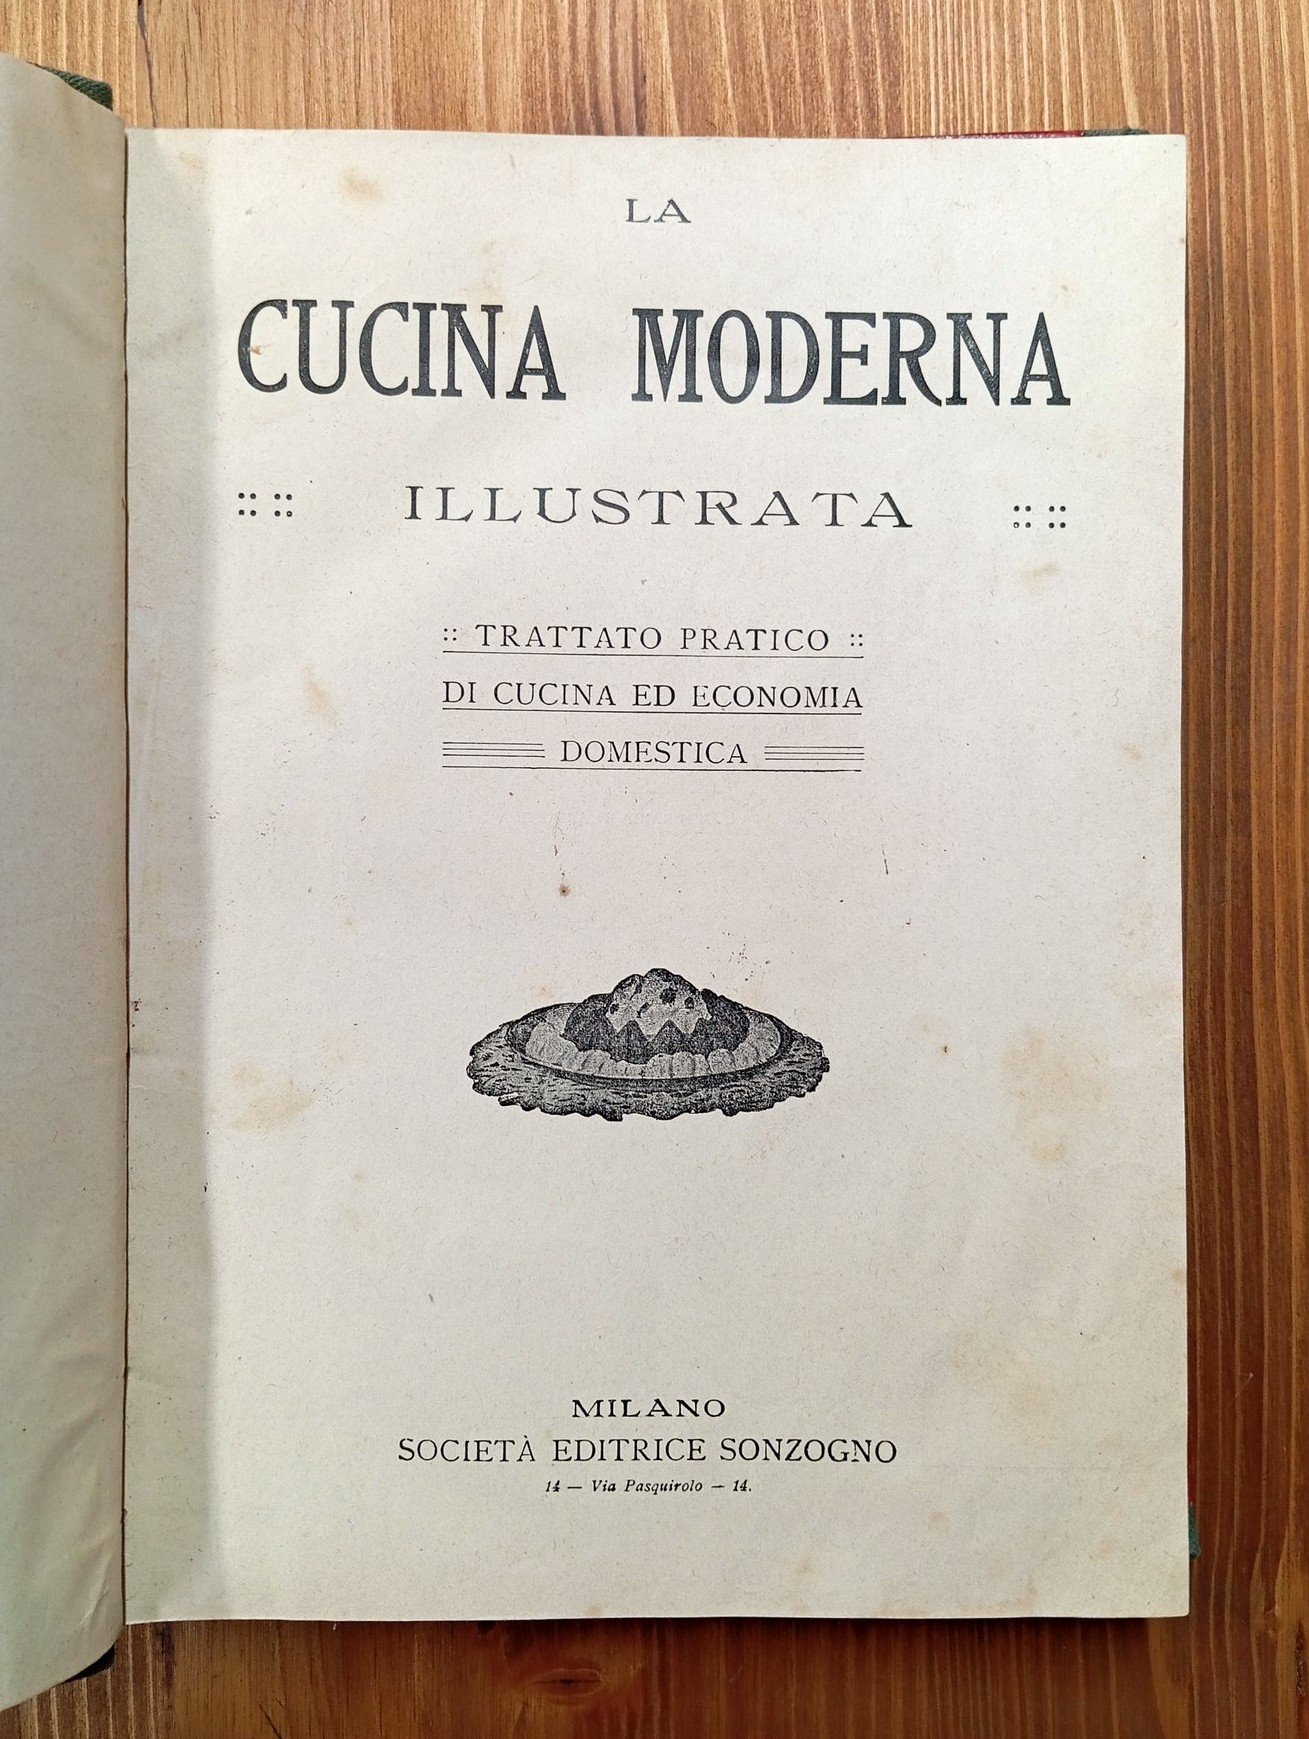 LA
CUCINA MODERNA
:: :: ILLUSTRATA :: ::
:: TRATTATO PRATICO ::
DI CUCINA ED ECONOMIA
DOMESTICA
MILANO
SOCIETÀ EDITRICE SONZOGNO
14 — Via Pasquirolo — 14.